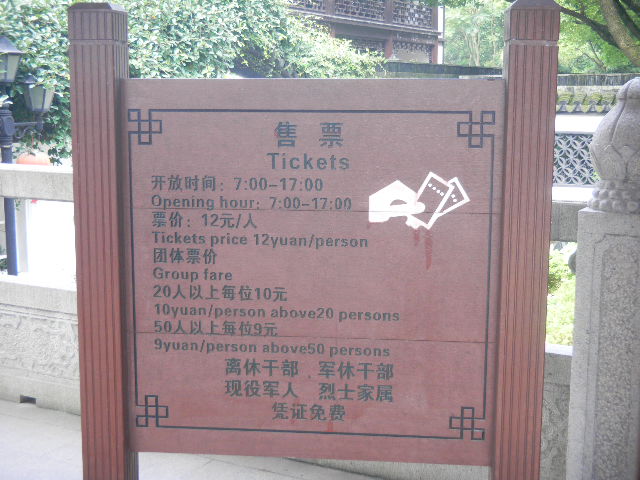 售票
Tickets
开放时间：7:00-17:00
Opening hour：7:00-17:00
票价：12元/人
Tickets price 12yuan/person
团体票价
Group fare
20人以上每位10元
10yuan/person above20 persons
50人以上每位9元
9yuan/person above50 persons
离休干部、军休干部
现役军人、烈士家属
凭证免费